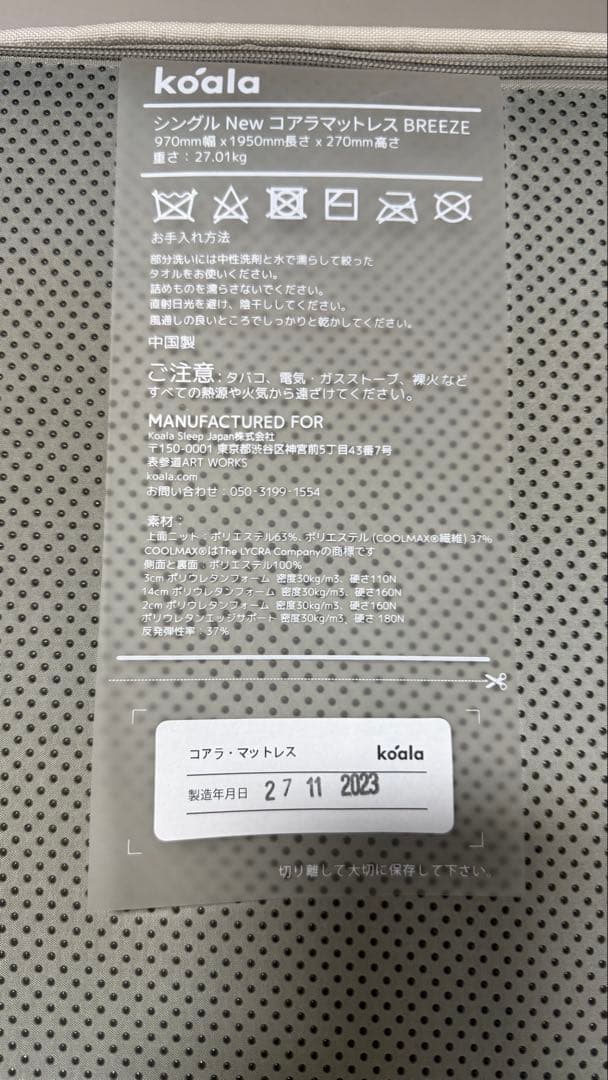 koala
シングル New コアラマットレス BREEZE
970mm幅 x 1950mm長さ x 270mm高さ
重さ：27.01kg
お手入れ方法
部分洗いには中性洗剤と水で濡らして絞った
タオルをお使いください。
詰めものを濡らさないでください。
直射日光を避け、陰干ししてください。
風通しの良いところでしっかりと乾かしてください。
中国製
ご注意：タバコ、電気・ガスストーブ、裸火など
すべての熱源や火気から遠ざけてください。
MANUFACTURED FOR
Koala Sleep Japan株式会社
〒150-0001 東京都渋谷区神宮前5丁目43番7号
表参道ART WORKS
koala.com
お問い合わせ：050-3199-1554
素材：
上面ニット：ポリエステル63%、ポリエステル (COOLMAX®繊維) 37%
COOLMAX®はThe LYCRA Companyの商標です
側面と裏面：ポリエステル100%
3cm ポリウレタンフォーム 密度30kg/m3、硬さ110N
14cm ポリウレタンフォーム 密度30kg/m3、硬さ160N
2cm ポリウレタンフォーム 密度30kg/m3、硬さ160N
ポリウレタンエッジサポート 密度30kg/m3、硬さ 180N
反発弾性率：37%
コアラ・マットレス koala
製造年月日 27 11 2023
切り離して大切に保存して下さい。